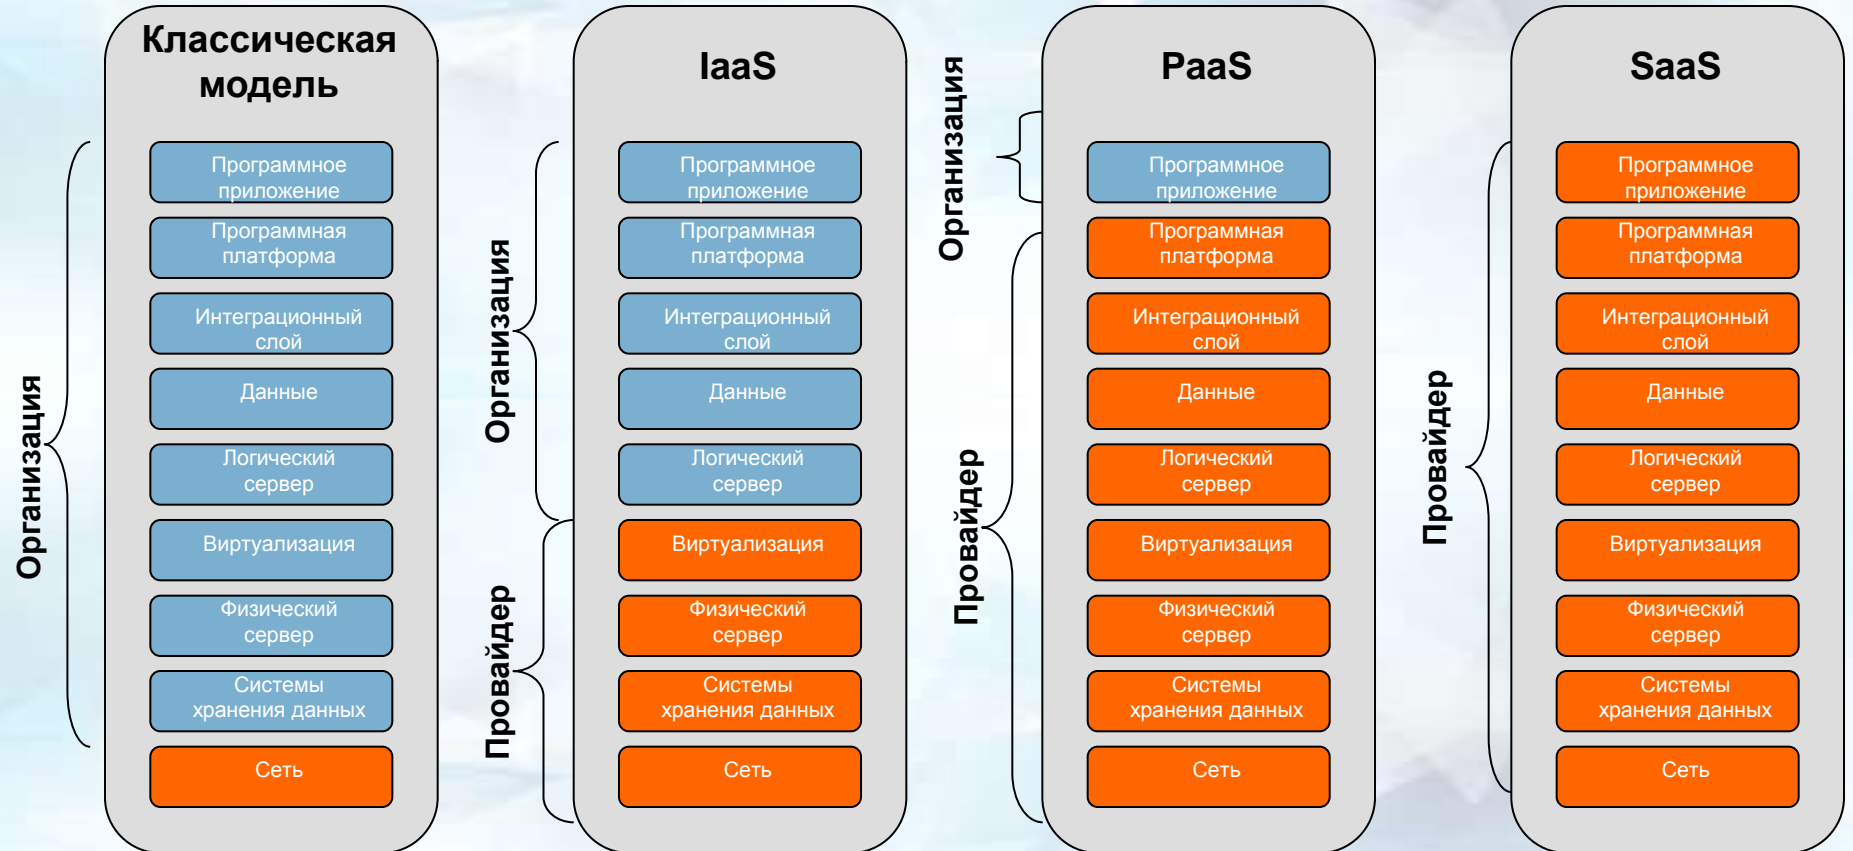 Классическая
модель
Организация
Программное
приложение
Программная
платформа
Интеграционный
слой
Данные
Логический
сервер
Виртуализация
Физический
сервер
Системы
хранения данных
Сеть
IaaS
Организация
Провайдер
Программное
приложение
Программная
платформа
Интеграционный
слой
Данные
Логический
сервер
Виртуализация
Физический
сервер
Системы
хранения данных
Сеть
PaaS
Организация
Провайдер
Программное
приложение
Программная
платформа
Интеграционный
слой
Данные
Логический
сервер
Виртуализация
Физический
сервер
Системы
хранения данных
Сеть
SaaS
Провайдер
Программное
приложение
Программная
платформа
Интеграционный
слой
Данные
Логический
сервер
Виртуализация
Физический
сервер
Системы
хранения данных
Сеть